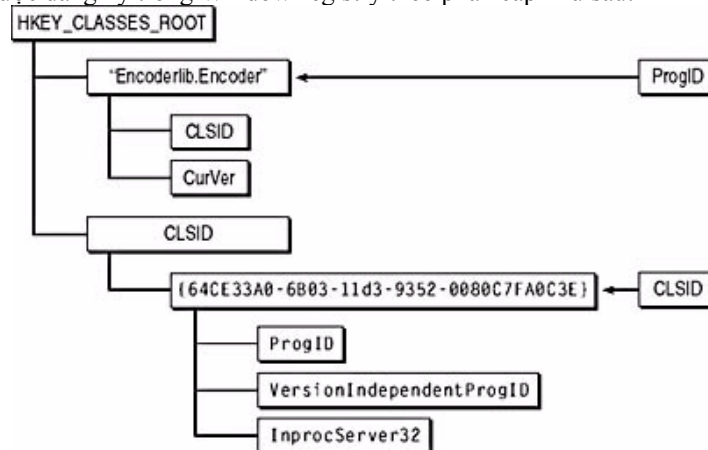 HKEY_CLASSES_ROOT
"Encoderlib.Encoder"
ProgID
CLSID
CurVer
CLSID
{64CE33A0-6B03-11d3-9352-0080C7FA0C3E}
CLSID
ProgID
VersionIndependentProgID
InprocServer32